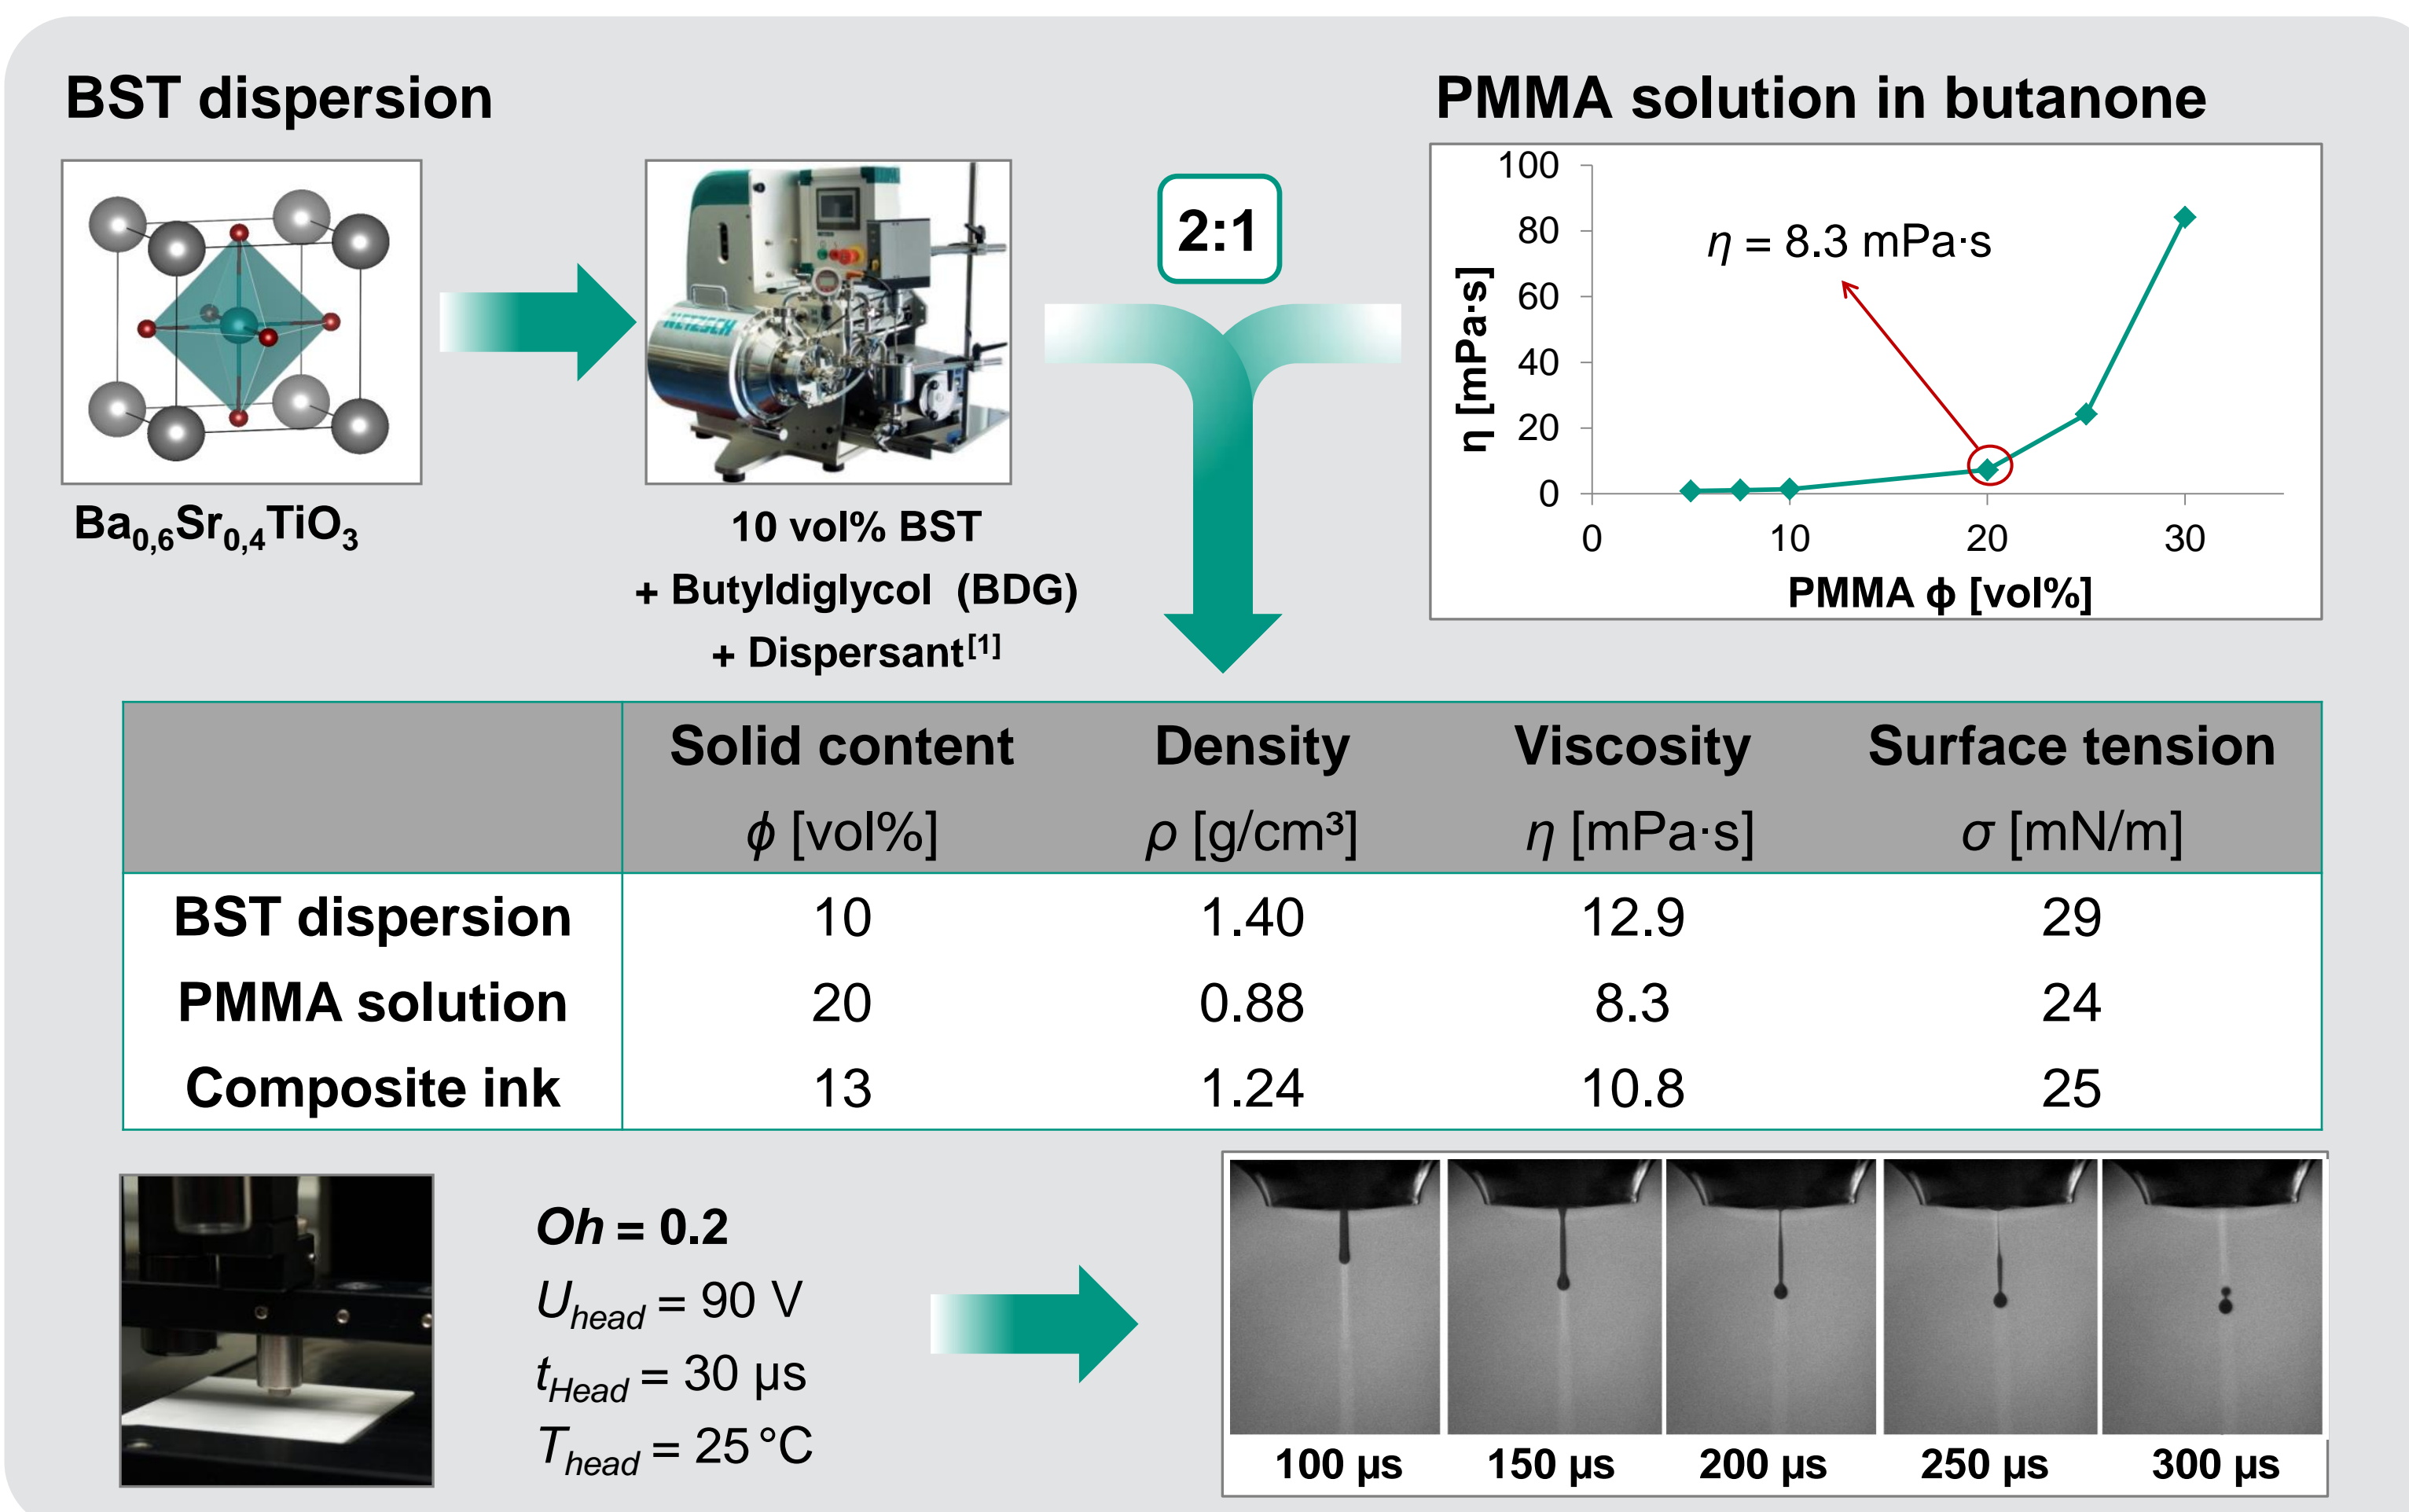 BST dispersion
PMMA solution in butanone
Ba0,6Sr0,4TiO3
NETZSCH
10 vol% BST
+ Butyldiglycol (BDG)
+ Dispersant[1]
2:1
η [mPa·s]
100
80
60
40
20
0
η = 8.3 mPa·s
0 10 20 30
PMMA ϕ [vol%]
Solid content Density Viscosity Surface tension
ϕ [vol%] ρ [g/cm³] η [mPa·s] σ [mN/m]
BST dispersion 10 1.40 12.9 29
PMMA solution 20 0.88 8.3 24
Composite ink 13 1.24 10.8 25
Oh = 0.2
Uhead = 90 V
tHead = 30 µs
Thead = 25 °C
100 µs 150 µs 200 µs 250 µs 300 µs